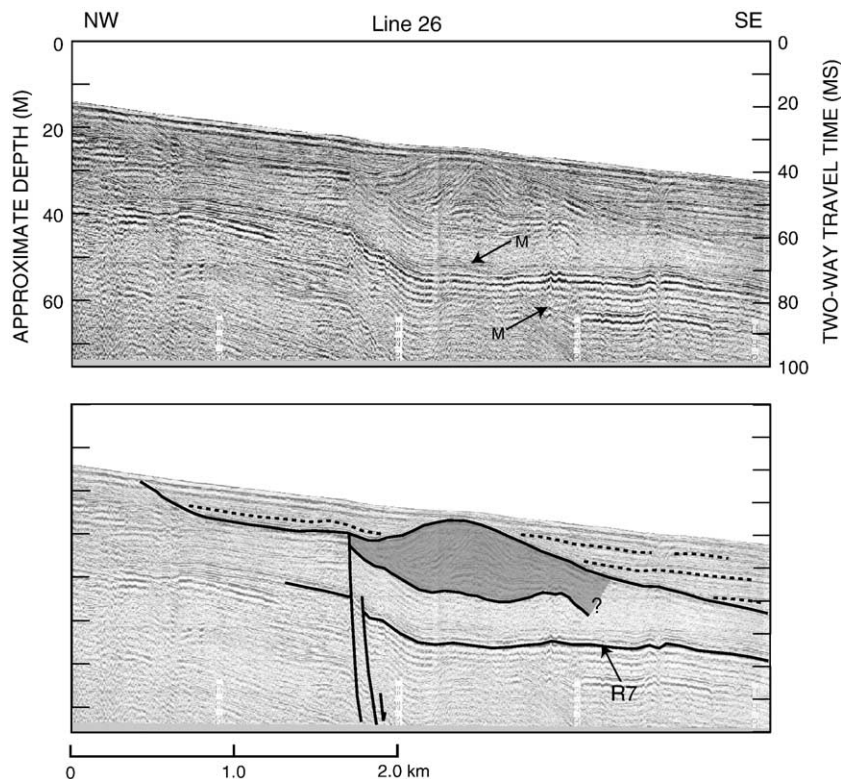 NW Line 26 SE
APPROXIMATE DEPTH (M)
0
20
40
60
TWO-WAY TRAVEL TIME (MS)
0
20
40
60
80
100
M
M
?
R7
0 1.0 2.0 km